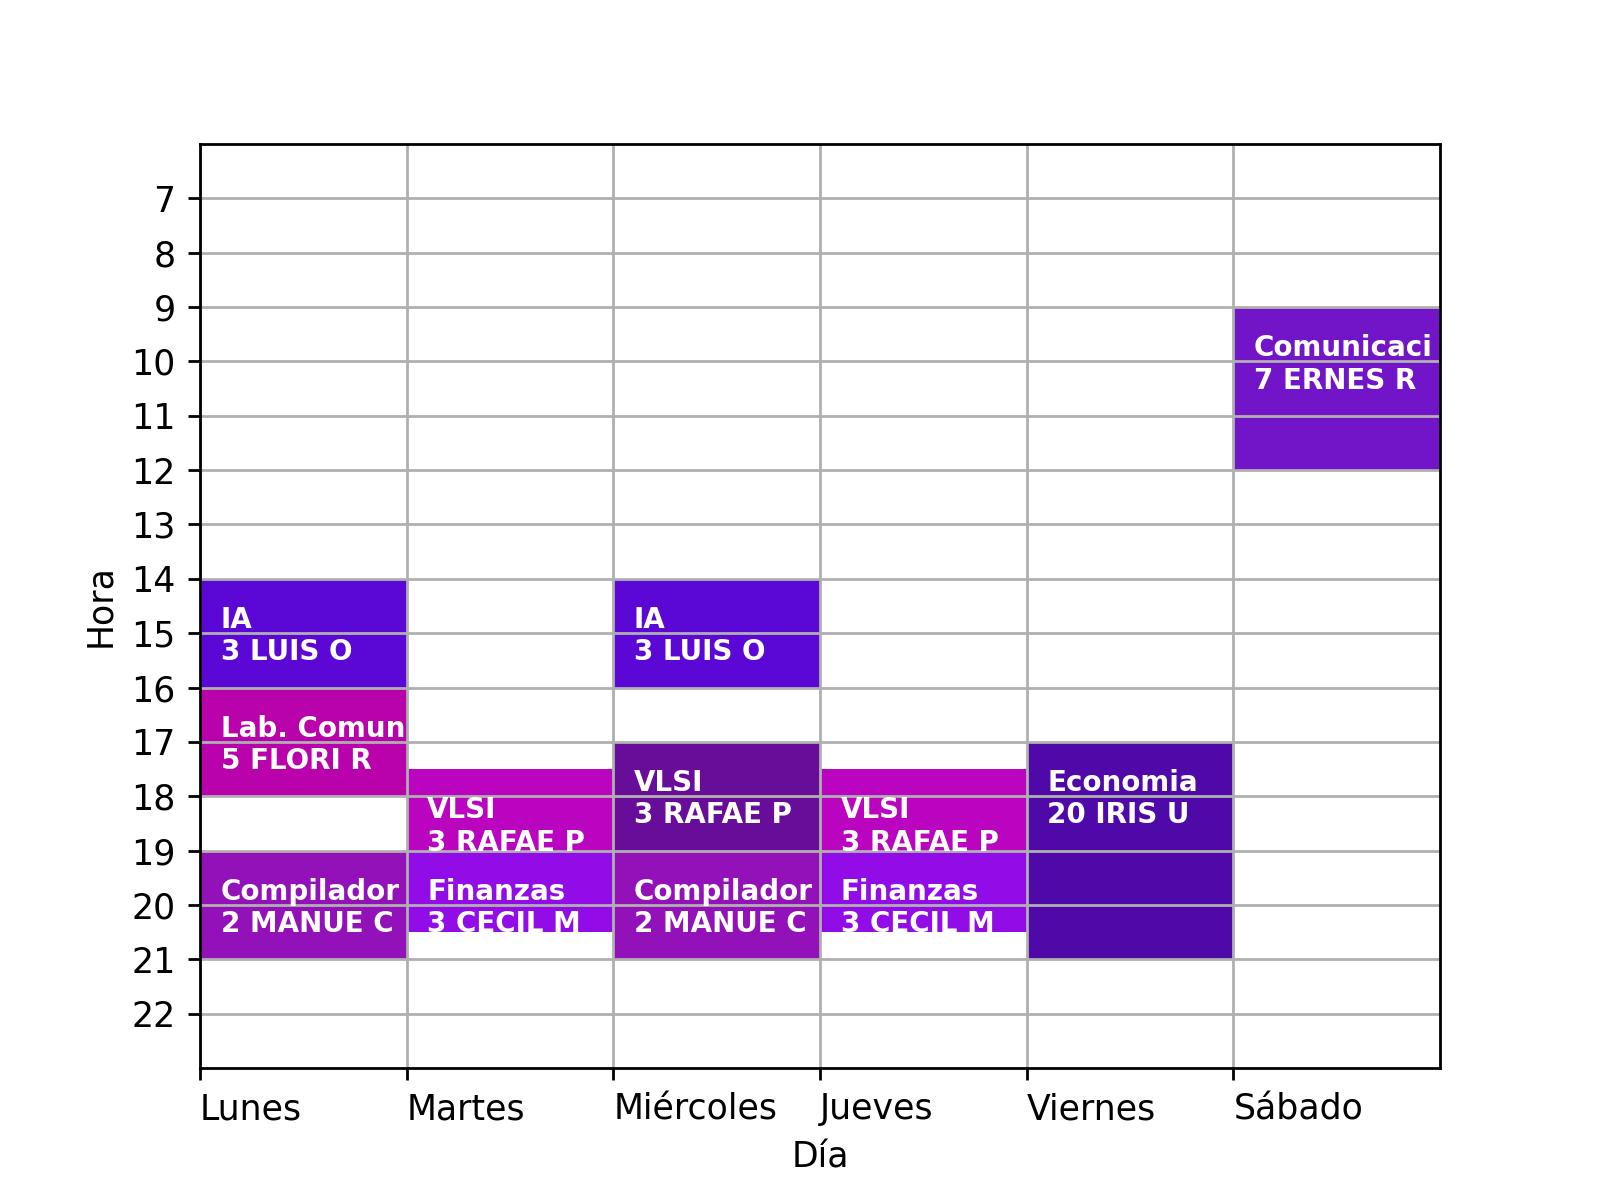 7
8
9
Comunicaci
10
7 ERNES R
11
12
13
14
IA
IA
15
3 LUIS O
3 LUIS O
16
Lab. Comun
17
5 FLORI R
VLSI
Economia
18
VLSI
3 RAFAE P
VLSI
20 IRIS U
3 RAFAE P
3 RAFAE P
19
Compilador
Finanzas
Compilador
Finanzas
20
2 MANUE C
3 CECIL M
2 MANUE C
3 CECIL M
21
22
Hora
Lunes
Martes
Miércoles
Jueves
Viernes
Sábado
Día